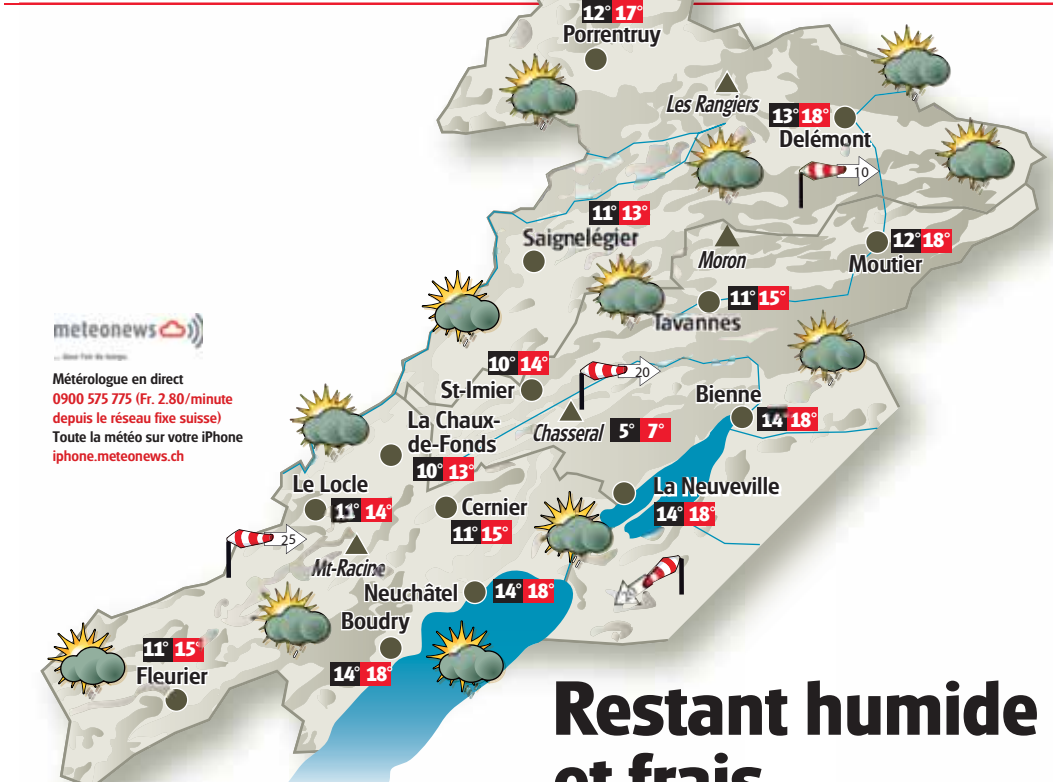 12° 17°
Porrentruy
Les Rangiers
13° 18°
Delémont
10
11° 13°
Saignelégier
12° 18°
Moron
Moutier
11° 15°
Tavannes
meteonews
Météorologue en direct
0900 575 775 (Fr. 2.80/minute
depuis le réseau fixe suisse)
Toute la météo sur votre iPhone
iphone.meteonews.ch
10° 14°
St-Imier
20
Bienne
14° 18°
La Chaux-
de-Fonds
10° 13°
Chasseral 5° 7°
Le Locle
11° 14°
Cernier
11° 15°
La Neuveville
14° 18°
25
Mt-Racine
Neuchâtel 14° 18°
Boudry
14° 18°
11° 15°
Fleurier
Restant humide
et frais